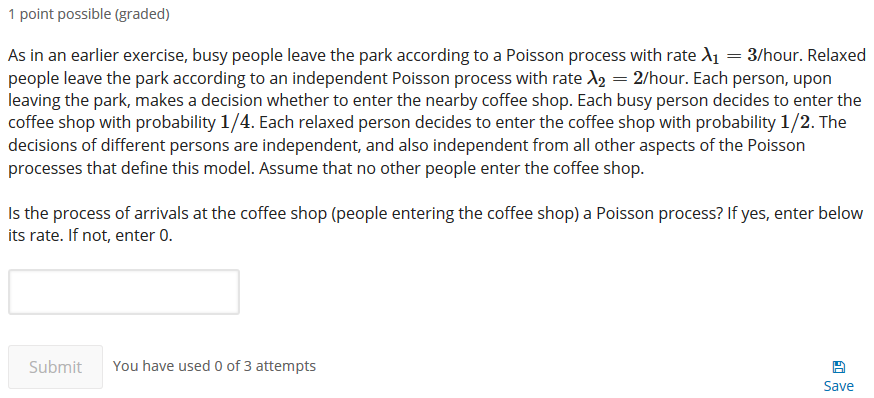 1 point possible (graded)
As in an earlier exercise, busy people leave the park according to a Poisson process with rate λ₁ = 3/hour. Relaxed
people leave the park according to an independent Poisson process with rate λ₂ = 2/hour. Each person, upon
leaving the park, makes a decision whether to enter the nearby coffee shop. Each busy person decides to enter the
coffee shop with probability 1/4. Each relaxed person decides to enter the coffee shop with probability 1/2. The
decisions of different persons are independent, and also independent from all other aspects of the Poisson
processes that define this model. Assume that no other people enter the coffee shop.
Is the process of arrivals at the coffee shop (people entering the coffee shop) a Poisson process? If yes, enter below
its rate. If not, enter 0.
Submit You have used 0 of 3 attempts
Save